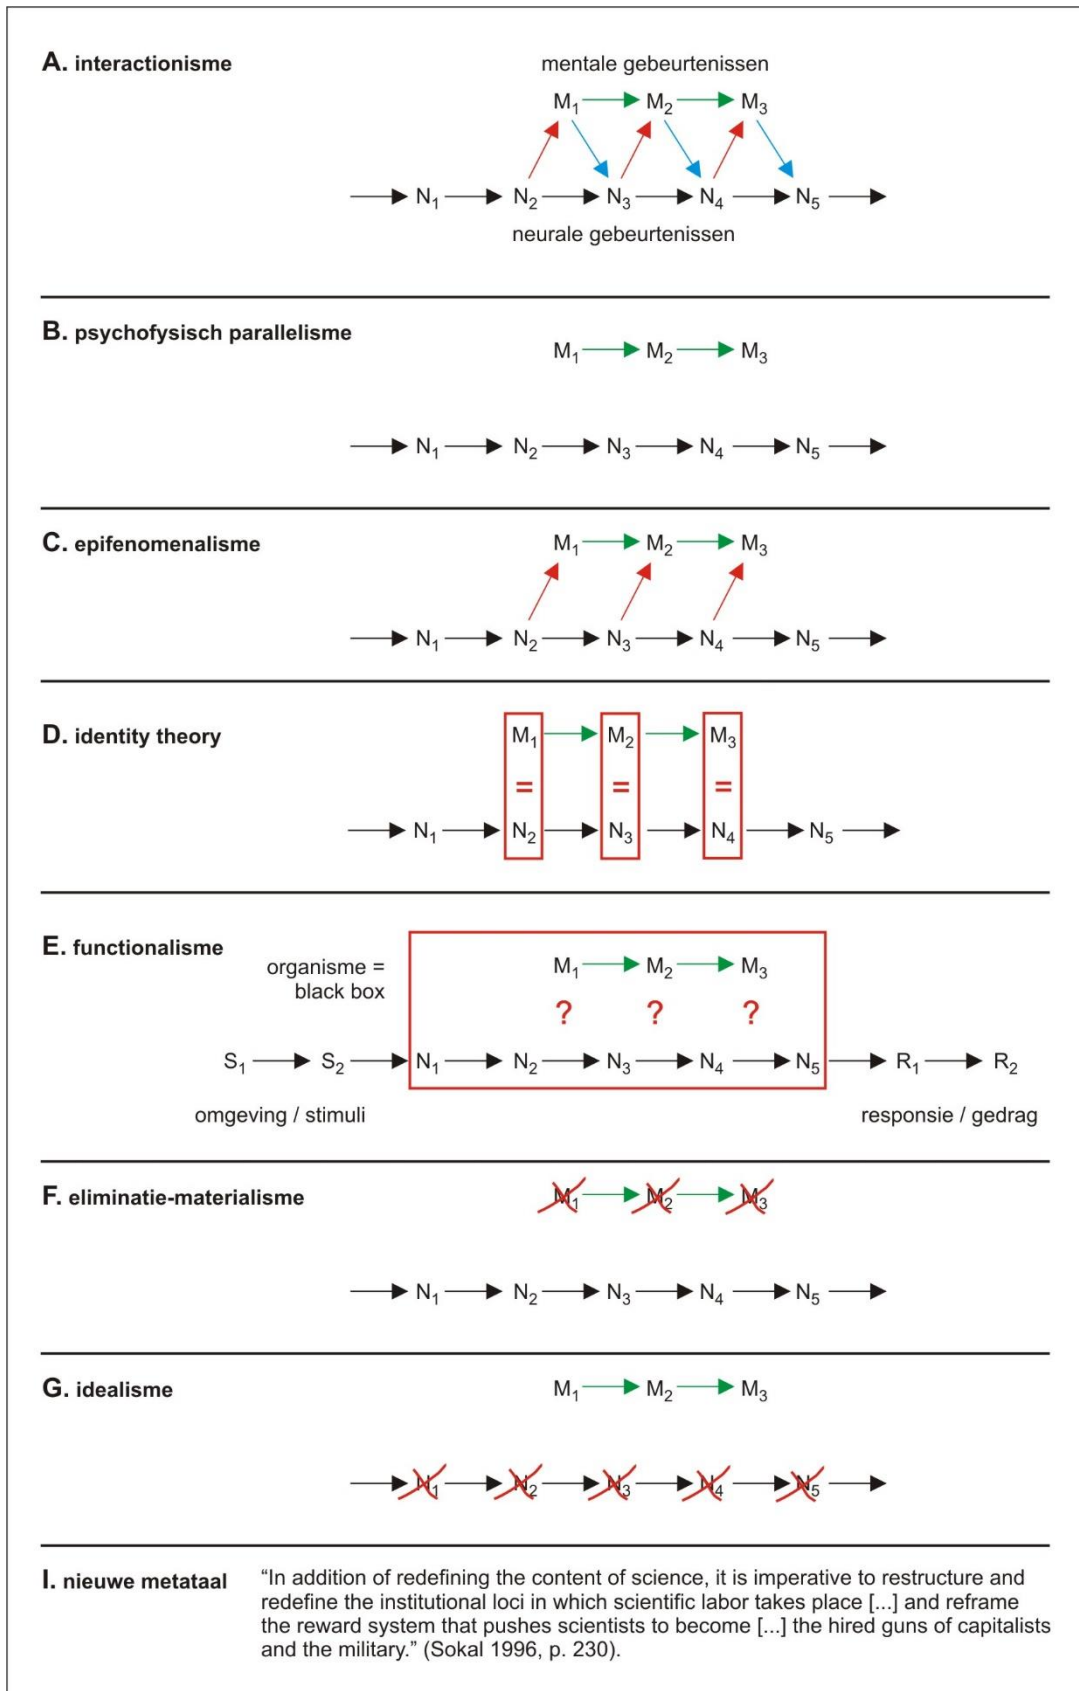 A. interactionisme
mentale gebeurtenissen
M1 M2 M3
N1 N2 N3 N4 N5
neurale gebeurtenissen
B. psychofysisch parallelisme
M1 M2 M3
N1 N2 N3 N4 N5
C. epifenomenalisme
M1 M2 M3
N1 N2 N3 N4 N5
D. identity theory
M1 M2 M3
= = =
N1 N2 N3 N4 N5
E. functionalisme
organisme =
black box
M1 M2 M3
? ? ?
S1 S2 N1 N2 N3 N4 N5 R1 R2
omgeving / stimuli
responsie / gedrag
F. eliminatie-materialisme
M1 M2 M3
N1 N2 N3 N4 N5
G. idealisme
M1 M2 M3
N1 N2 N3 N4 N5
I. nieuwe metataal
“In addition of redefining the content of science, it is imperative to restructure and
redefine the institutional loci in which scientific labor takes place [...] and reframe
the reward system that pushes scientists to become [...] the hired guns of capitalists
and the military.” (Sokal 1996, p. 230).